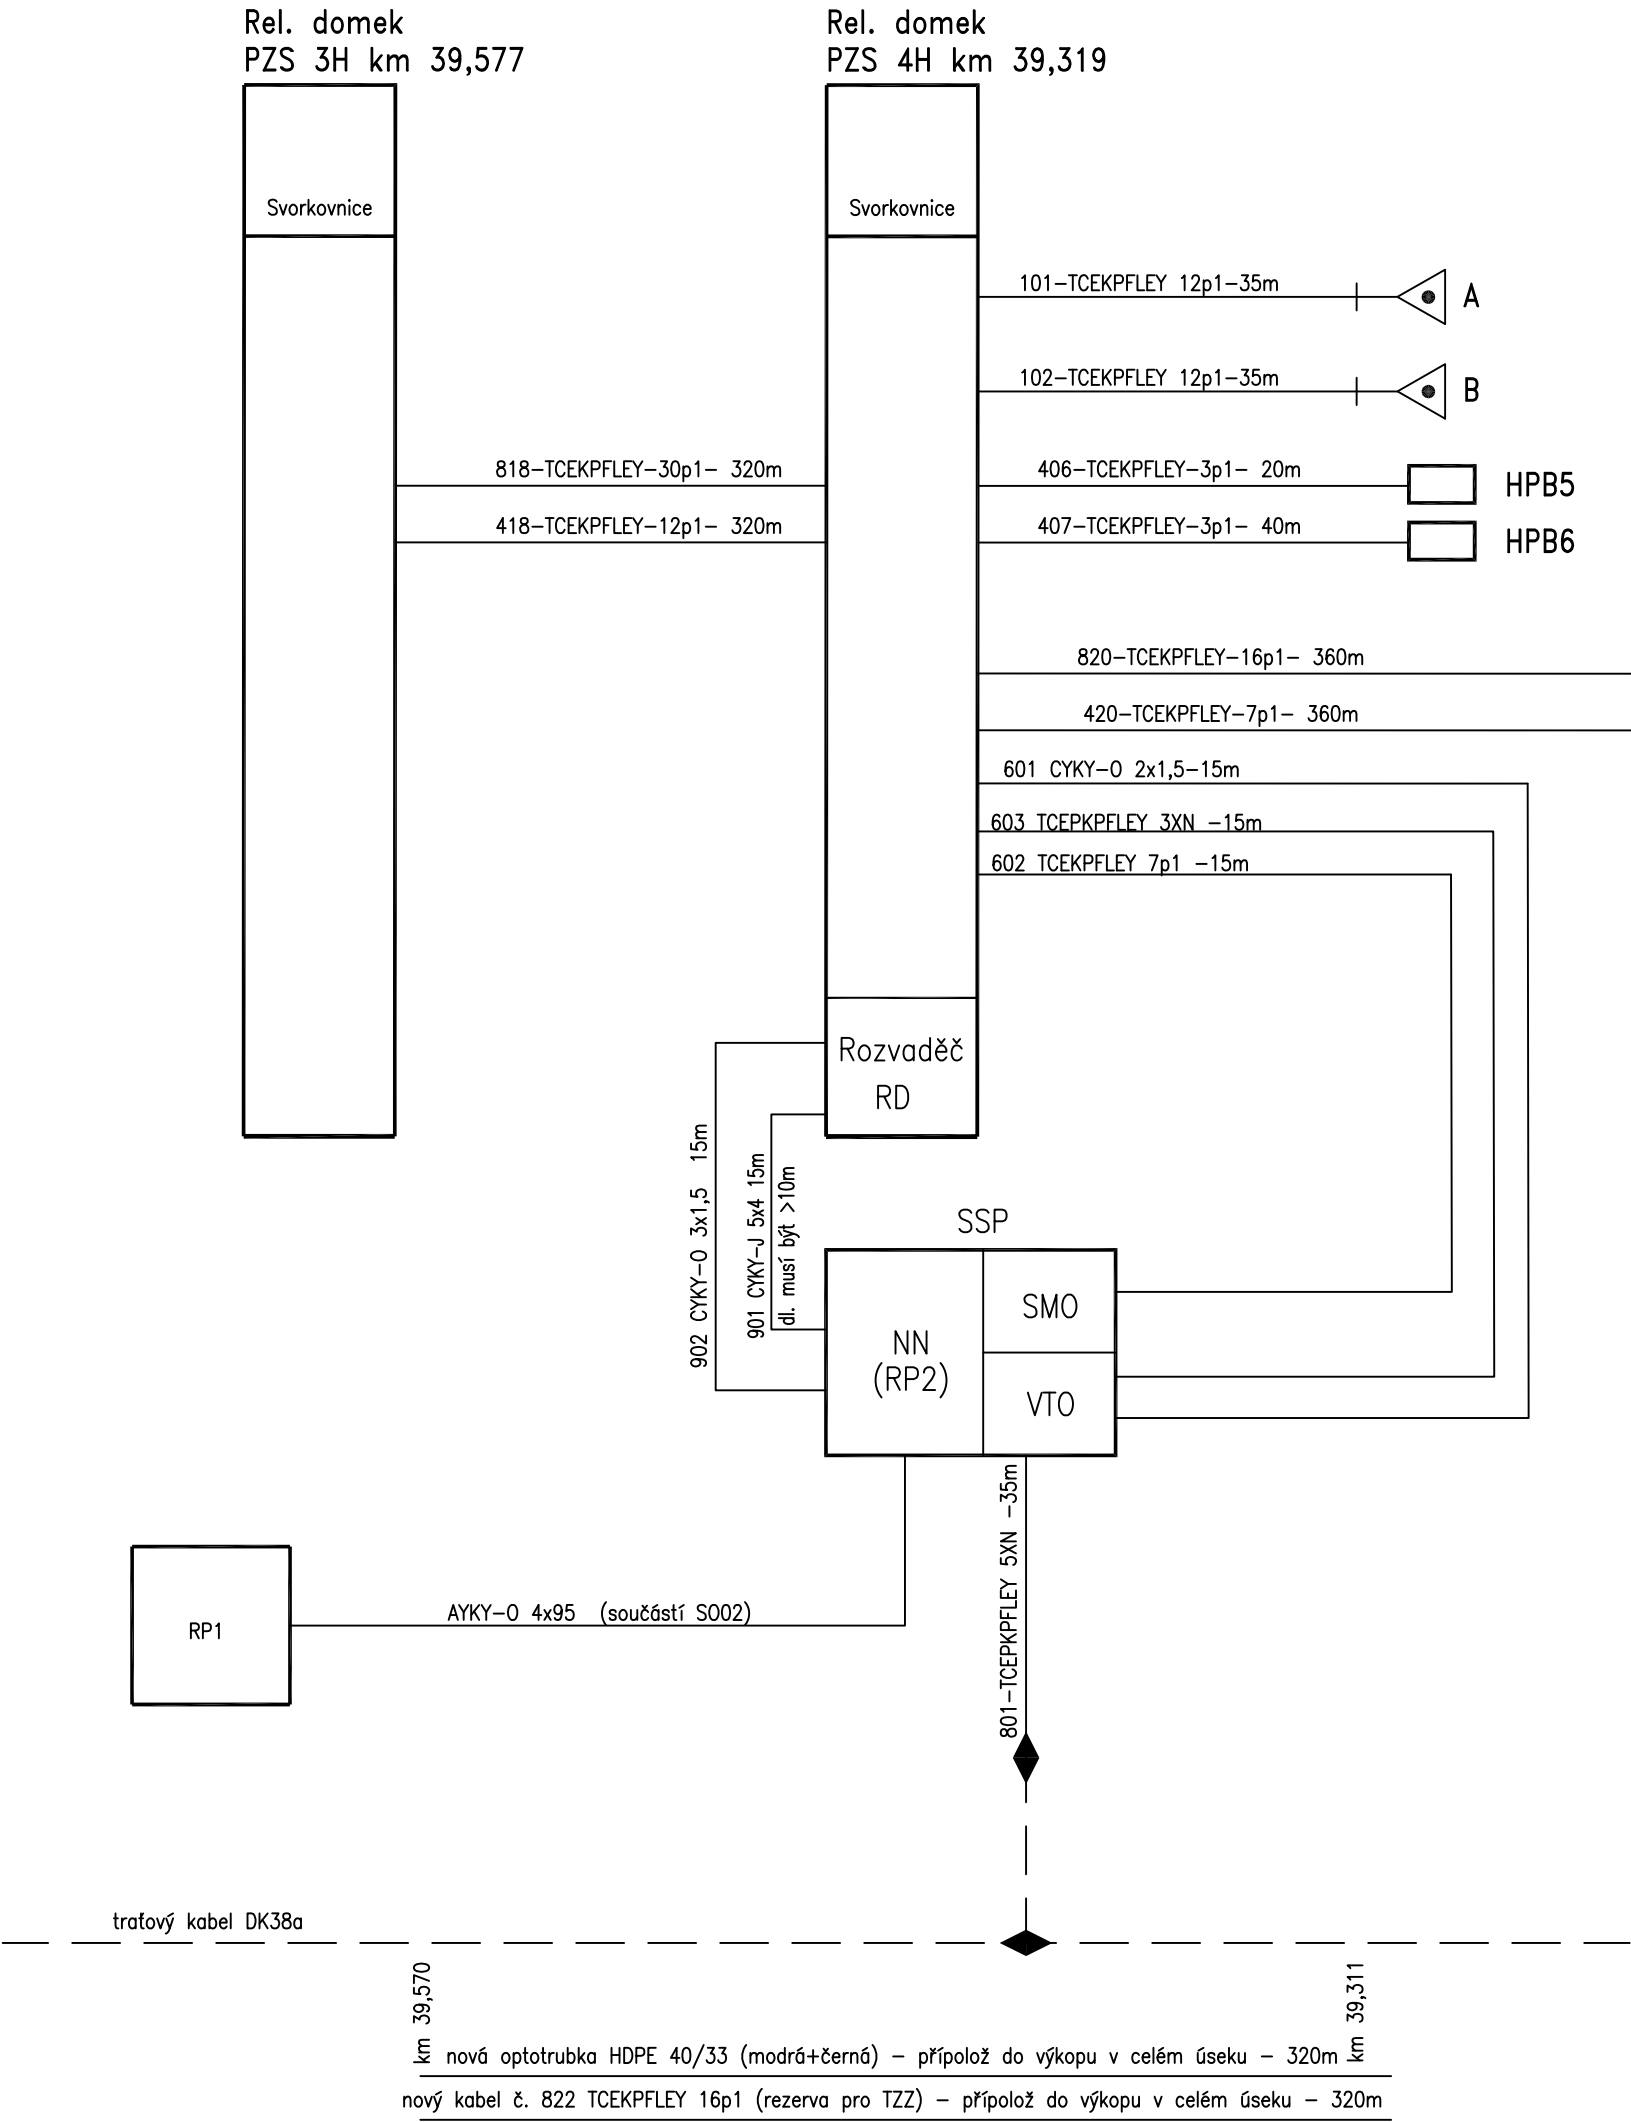 Rel. domek
PZS 3H km 39,577
Rel. domek
PZS 4H km 39,319
Svorkovnice
Svorkovnice
101-TCEKPFLEY 12p1-35m
A
102-TCEKPFLEY 12p1-35m
B
818-TCEKPFLEY-30p1- 320m
406-TCEKPFLEY-3p1- 20m
HPB5
418-TCEKPFLEY-12p1- 320m
407-TCEKPFLEY-3p1- 40m
HPB6
820-TCEKPFLEY-16p1- 360m
420-TCEKPFLEY-7p1- 360m
601 CYKY-O 2x1,5-15m
603 TCEPKPFLEY 3XN -15m
602 TCEKPFLEY 7p1 -15m
Rozvaděč
RD
902 CYKY-O 3x1,5 15m
901 CYKY-J 5x4 15m
dl. musí být >10m
SSP
SMO
NN
(RP2)
VTO
801-TCEPKPFLEY 5XN -35m
AYKY-O 4x95 (součástí SO02)
RP1
traťový kabel DK38a
km 39,570
km 39,311
nová optotrubka HDPE 40/33 (modrá+černá) - přípolož do výkopu v celém úseku - 320m
nový kabel č. 822 TCEKPFLEY 16p1 (rezerva pro TZZ) - přípolož do výkopu v celém úseku - 320m